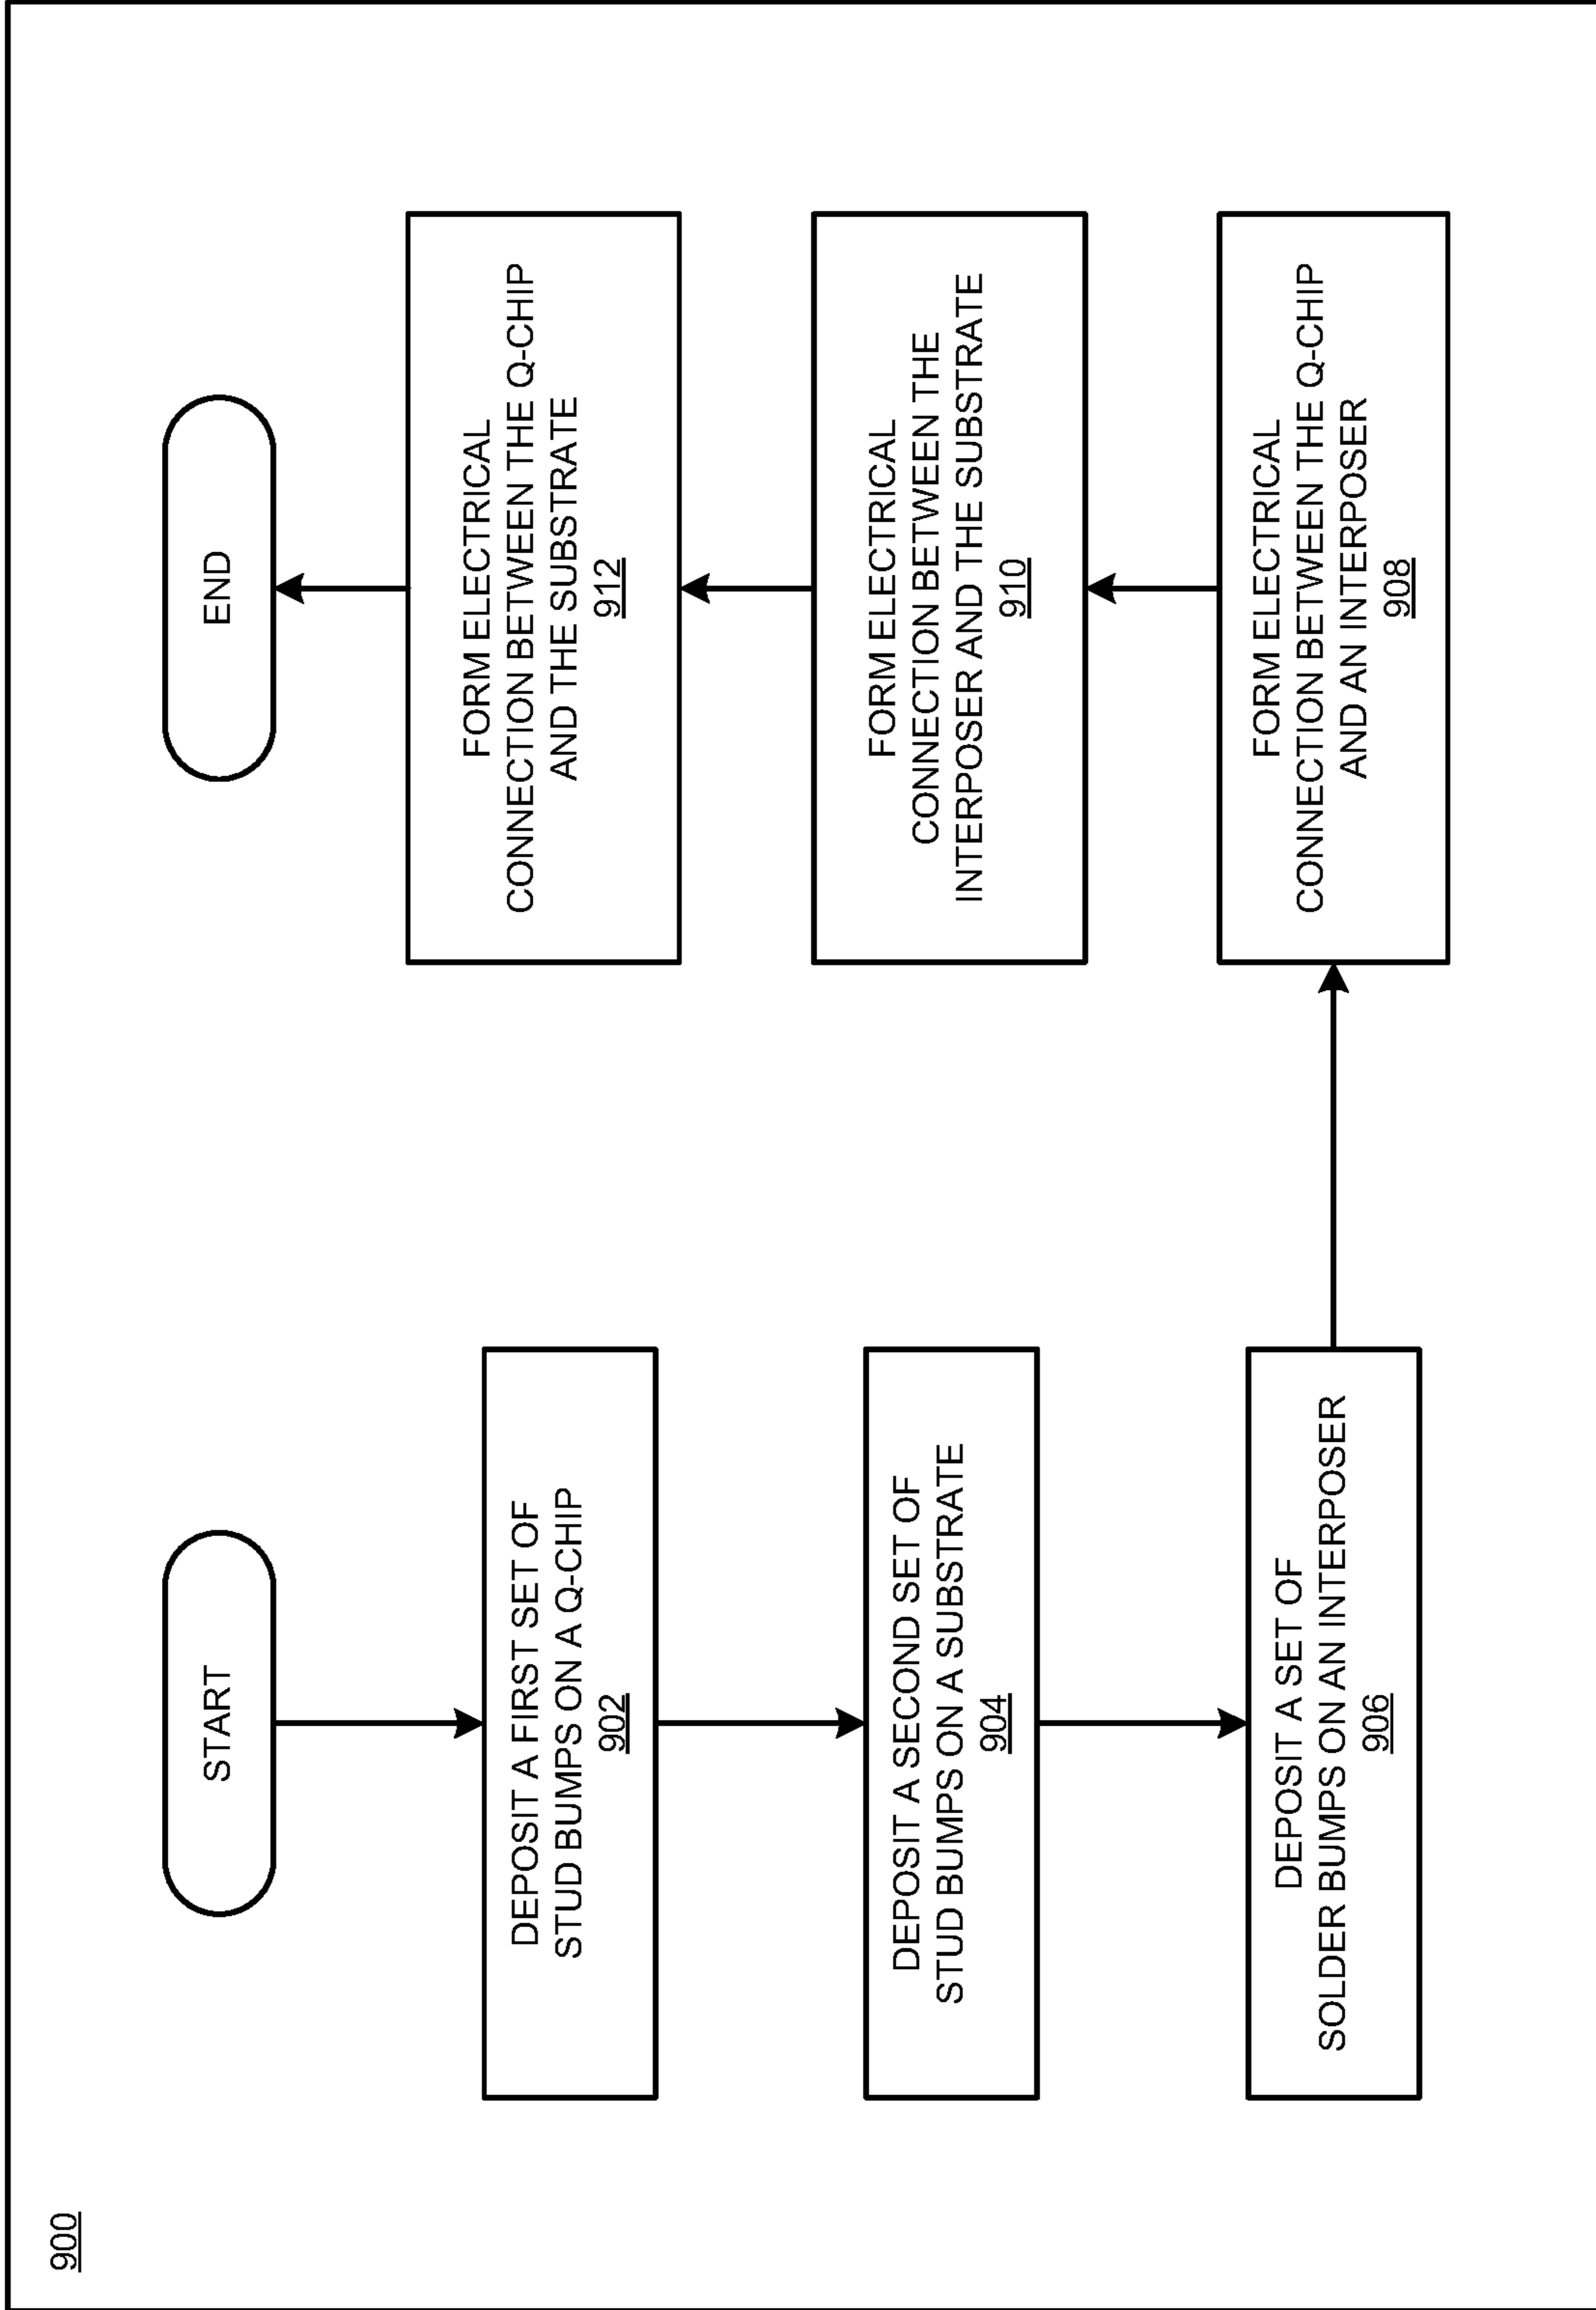 900
START
DEPOSIT A FIRST SET OF
STUD BUMPS ON A Q-CHIP
902
DEPOSIT A SECOND SET OF
STUD BUMPS ON A SUBSTRATE
904
DEPOSIT A SET OF
SOLDER BUMPS ON AN INTERPOSER
906
FORM ELECTRICAL
CONNECTION BETWEEN THE Q-CHIP
AND AN INTERPOSER
908
FORM ELECTRICAL
CONNECTION BETWEEN THE
INTERPOSER AND THE SUBSTRATE
910
FORM ELECTRICAL
CONNECTION BETWEEN THE Q-CHIP
AND THE SUBSTRATE
912
END